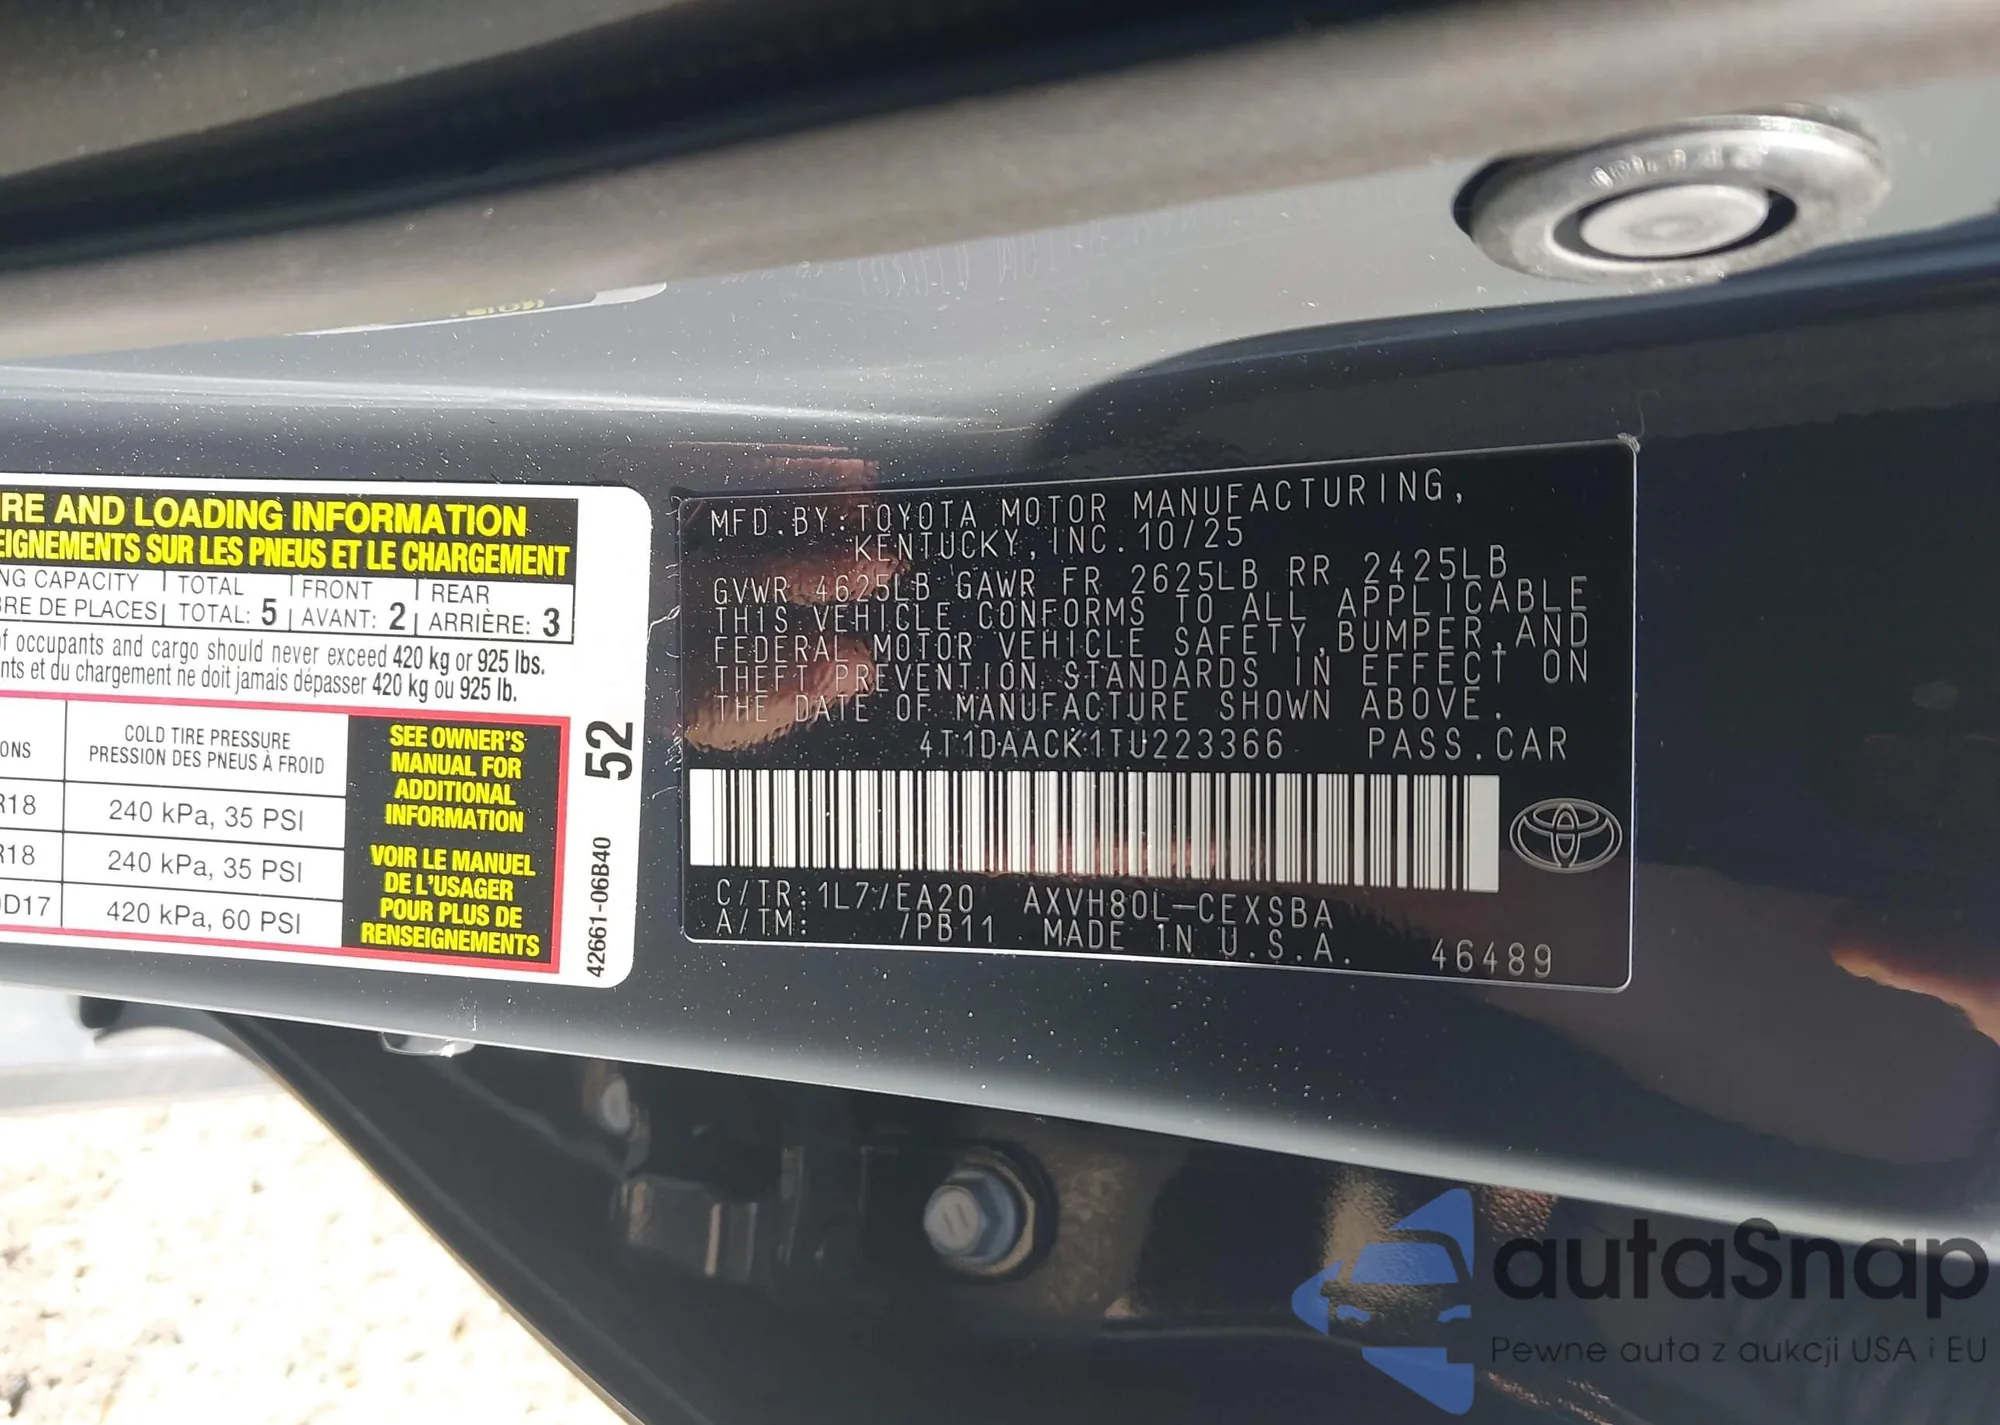 RE AND LOADING INFORMATION
EIGNEMENTS SUR LES PNEUS ET LE CHARGEMENT
NG CAPACITY | TOTAL | FRONT | REAR
BRE DE PLACES | TOTAL: 5 | AVANT: 2 | ARRIÈRE: 3
of occupants and cargo should never exceed 420 kg or 925 lbs.
nts et du chargement ne doit jamais dépasser 420 kg ou 925 lb.
ONS
COLD TIRE PRESSURE
PRESSION DES PNEUS À FROID
R18 240 kPa, 35 PSI
R18 240 kPa, 35 PSI
D17 420 kPa, 60 PSI
SEE OWNER'S
MANUAL FOR
ADDITIONAL
INFORMATION
VOIR LE MANUEL
DE L'USAGER
POUR PLUS DE
RENSEIGNEMENTS
52
42661-06B40
MFD.BY:TOYOTA MOTOR MANUFACTURING,
KENTUCKY,INC.10/25
GVWR 4625LB GAWR FR 2625LB RR 2425LB
THIS VEHICLE CONFORMS TO ALL APPLICABLE
FEDERAL MOTOR VEHICLE SAFETY,BUMPER,AND
THEFT PREVENTION STANDARDS IN EFFECT ON
THE DATE OF MANUFACTURE SHOWN ABOVE.
4T1DAACK1TU223366 PASS.CAR
C/TR:1L7/EA20 AXVH80L-CEXSBA
A/TM: /PB11 MADE IN U.S.A. 46489
autaSnap
Pewne auta z aukcji USA i EU